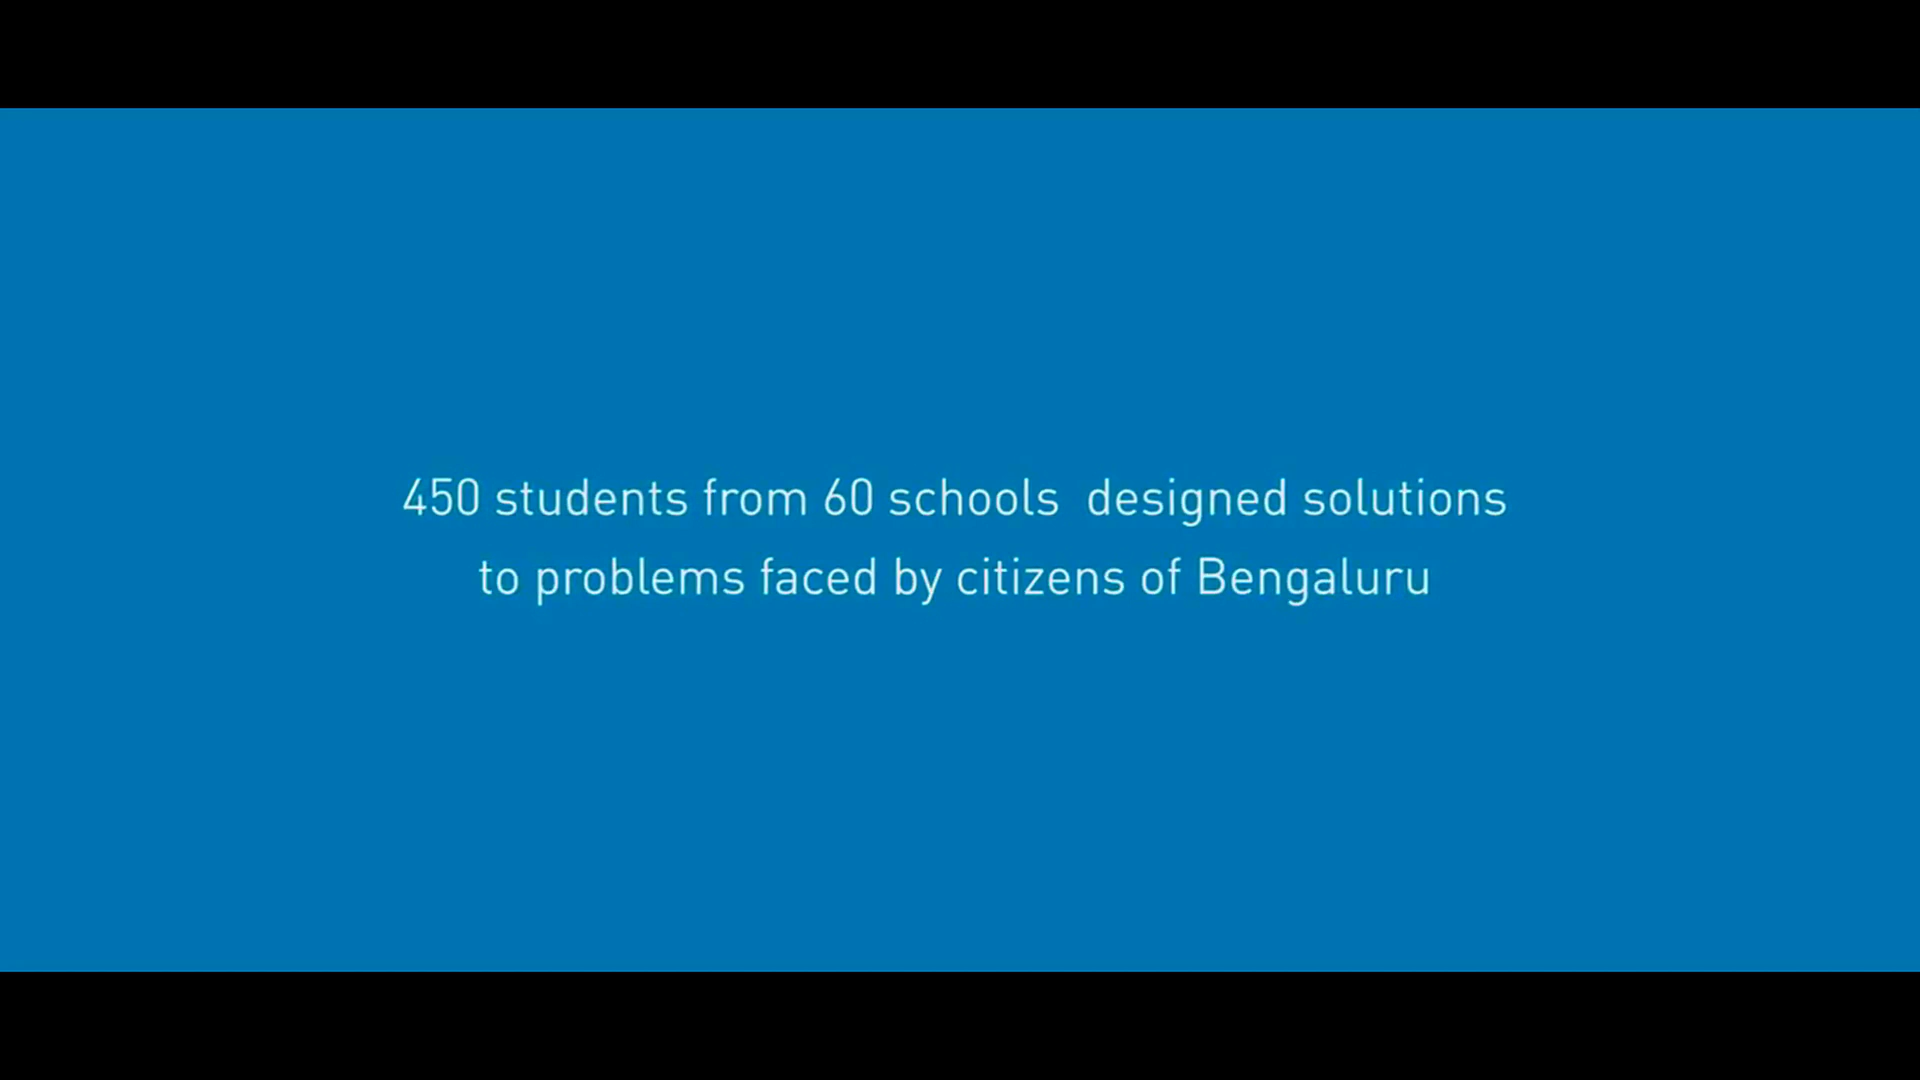 450 students from 60 schools  designed solutions
to problems faced by citizens of Bengaluru